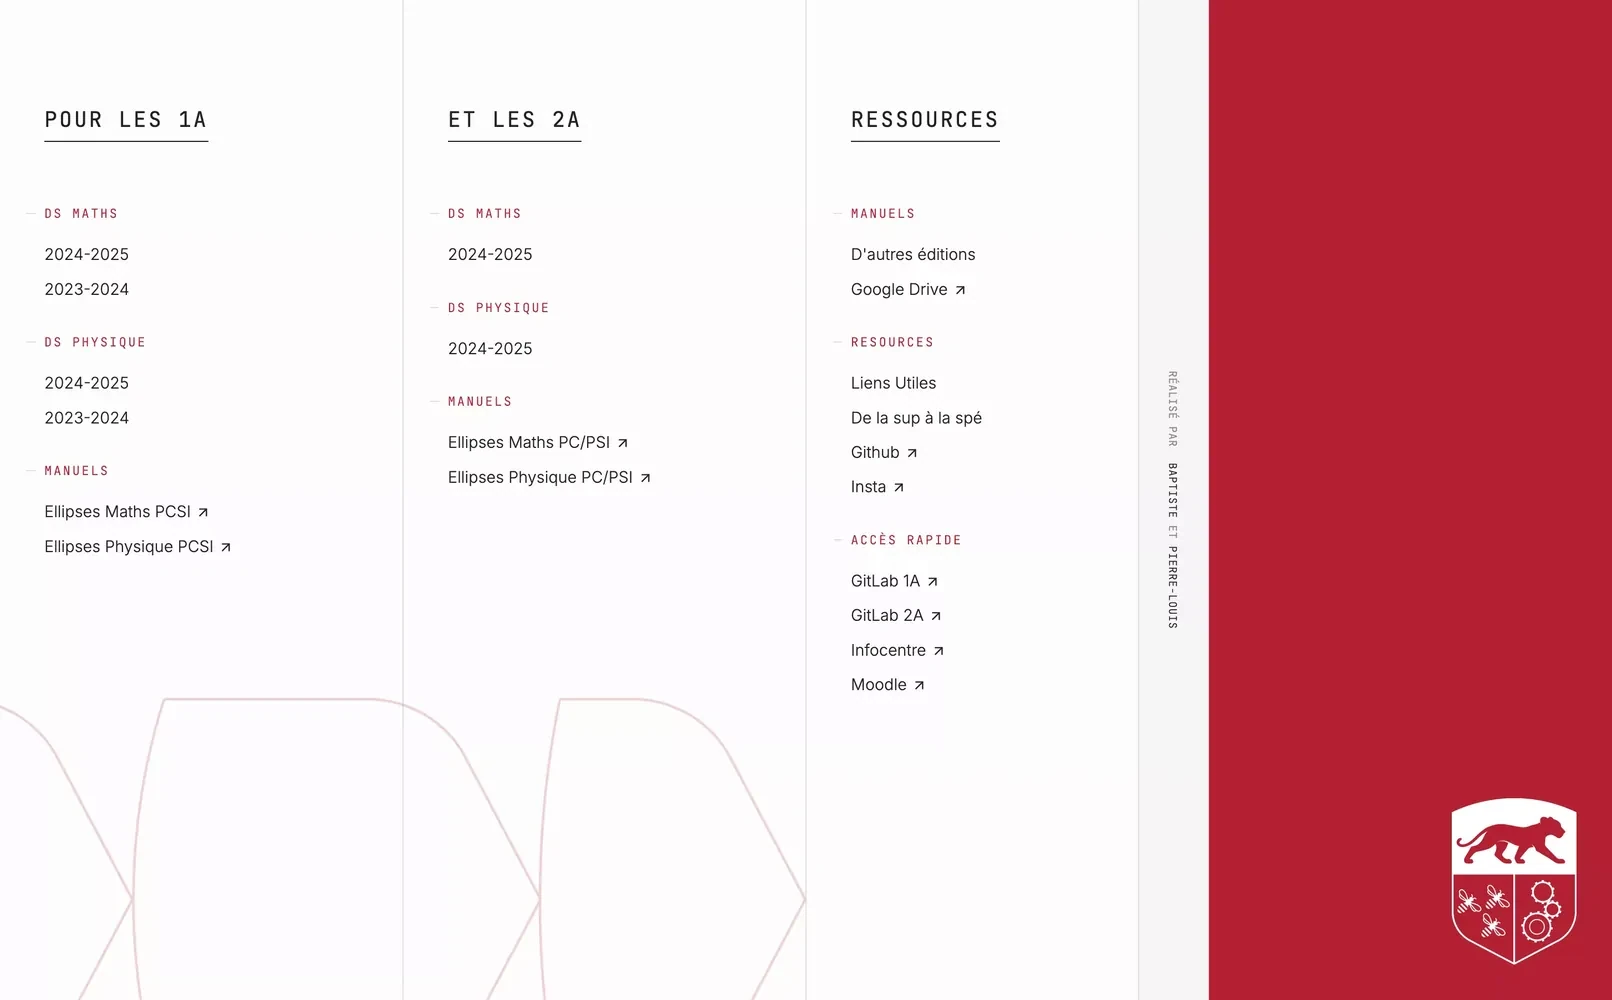 POUR LES 1A
DS MATHS
2024-2025
2023-2024
DS PHYSIQUE
2024-2025
2023-2024
MANUELS
Ellipses Maths PCSI
Ellipses Physique PCSI
ET LES 2A
DS MATHS
2024-2025
DS PHYSIQUE
2024-2025
MANUELS
Ellipses Maths PC/PSI
Ellipses Physique PC/PSI
RESSOURCES
MANUELS
D'autres éditions
Google Drive
RESOURCES
Liens Utiles
De la sup à la spé
Github
Insta
ACCÈS RAPIDE
GitLab 1A
GitLab 2A
Infocentre
Moodle
RÉALISÉ PAR BAPTISTE ET PIERRE-LOUIS